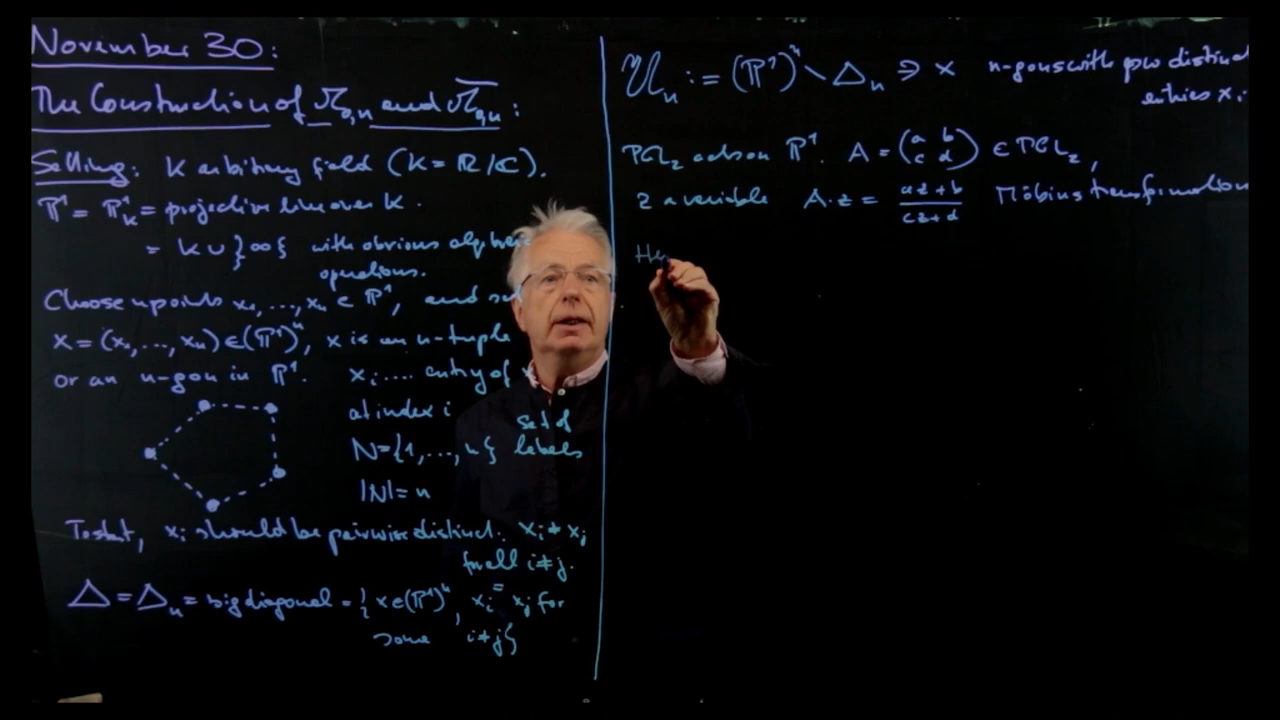 November 30:
The Construction of M₀,ₙ and M̅₀,ₙ:
Setting: K arbitrary field (K = ℝ/ℂ).
ℙ¹ = ℙ¹_K = projective line over K.
= K ∪ {∞} with obvious algebraic
operations.
Choose n points x₁, ..., xₙ ∈ ℙ¹, and
x = (x₁, ..., xₙ) ∈ (ℙ¹)ⁿ, x is an n-tuple
or an n-gon in ℙ¹. xᵢ .... entry of x
at index i
set of
N = {1, ..., n} labels
|N| = n
To start, xᵢ should be pairwise distinct: xᵢ ≠ xⱼ
for all i ≠ j.
Δ = Δₙ = big diagonal = { x ∈ (ℙ¹)ⁿ, xᵢ = xⱼ for
some i ≠ j}
𝒰ₙ := (ℙ¹)ⁿ \ Δₙ ∋ x n-gons with pw distinct
entries xᵢ.
PGL₂ acts on ℙ¹. A = (a b
c d) ∈ PGL₂,
z a variable A·z = az+b / cz+d Möbius transformation
He